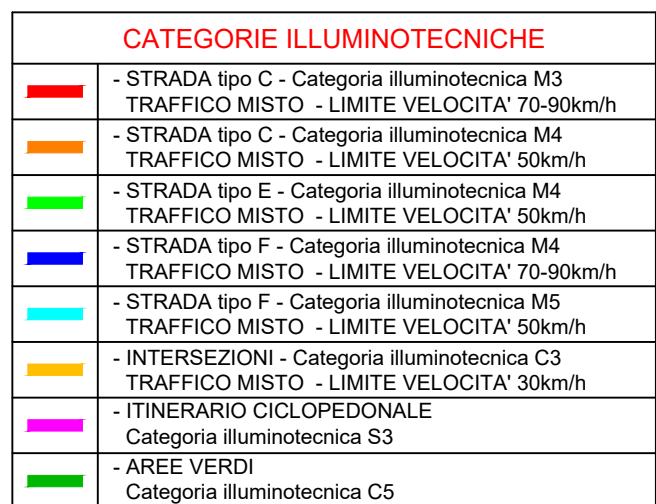 CATEGORIE ILLUMINOTECNICHE
- STRADA tipo C - Categoria illuminotecnica M3
TRAFFICO MISTO - LIMITE VELOCITA' 70-90km/h
- STRADA tipo C - Categoria illuminotecnica M4
TRAFFICO MISTO - LIMITE VELOCITA' 50km/h
- STRADA tipo E - Categoria illuminotecnica M4
TRAFFICO MISTO - LIMITE VELOCITA' 50km/h
- STRADA tipo F - Categoria illuminotecnica M4
TRAFFICO MISTO - LIMITE VELOCITA' 70-90km/h
- STRADA tipo F - Categoria illuminotecnica M5
TRAFFICO MISTO - LIMITE VELOCITA' 50km/h
- INTERSEZIONI - Categoria illuminotecnica C3
TRAFFICO MISTO - LIMITE VELOCITA' 30km/h
- ITINERARIO CICLOPEDONALE
Categoria illuminotecnica S3
- AREE VERDI
Categoria illuminotecnica C5